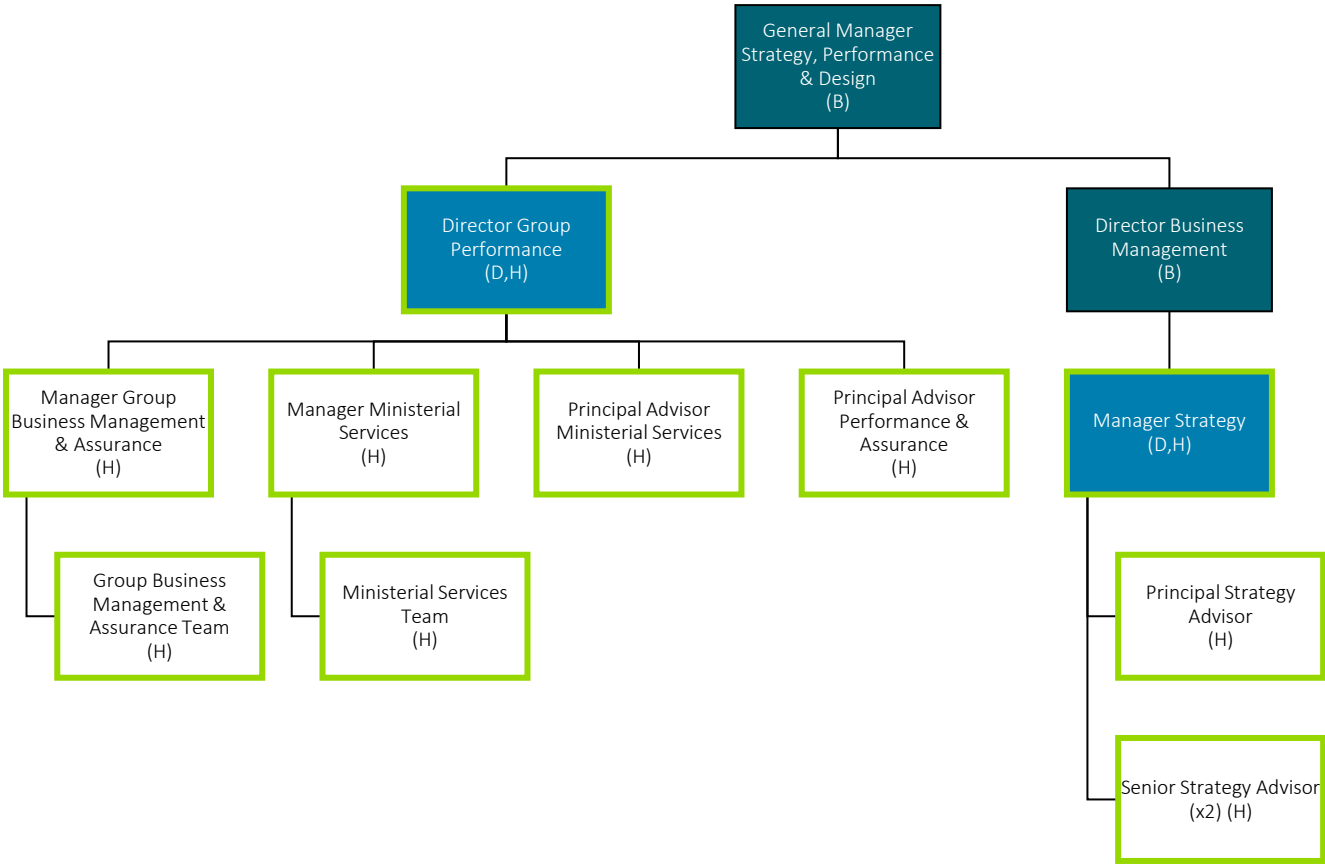 General Manager
Strategy, Performance
& Design
(B)
Director Group
Performance
(D,H)
Director Business
Management
(B)
Manager Group
Business Management
& Assurance
(H)
Manager Ministerial
Services
(H)
Principal Advisor
Ministerial Services
(H)
Principal Advisor
Performance &
Assurance
(H)
Manager Strategy
(D,H)
Group Business
Management &
Assurance Team
(H)
Ministerial Services
Team
(H)
Principal Strategy
Advisor
(H)
Senior Strategy Advisor
(x2) (H)